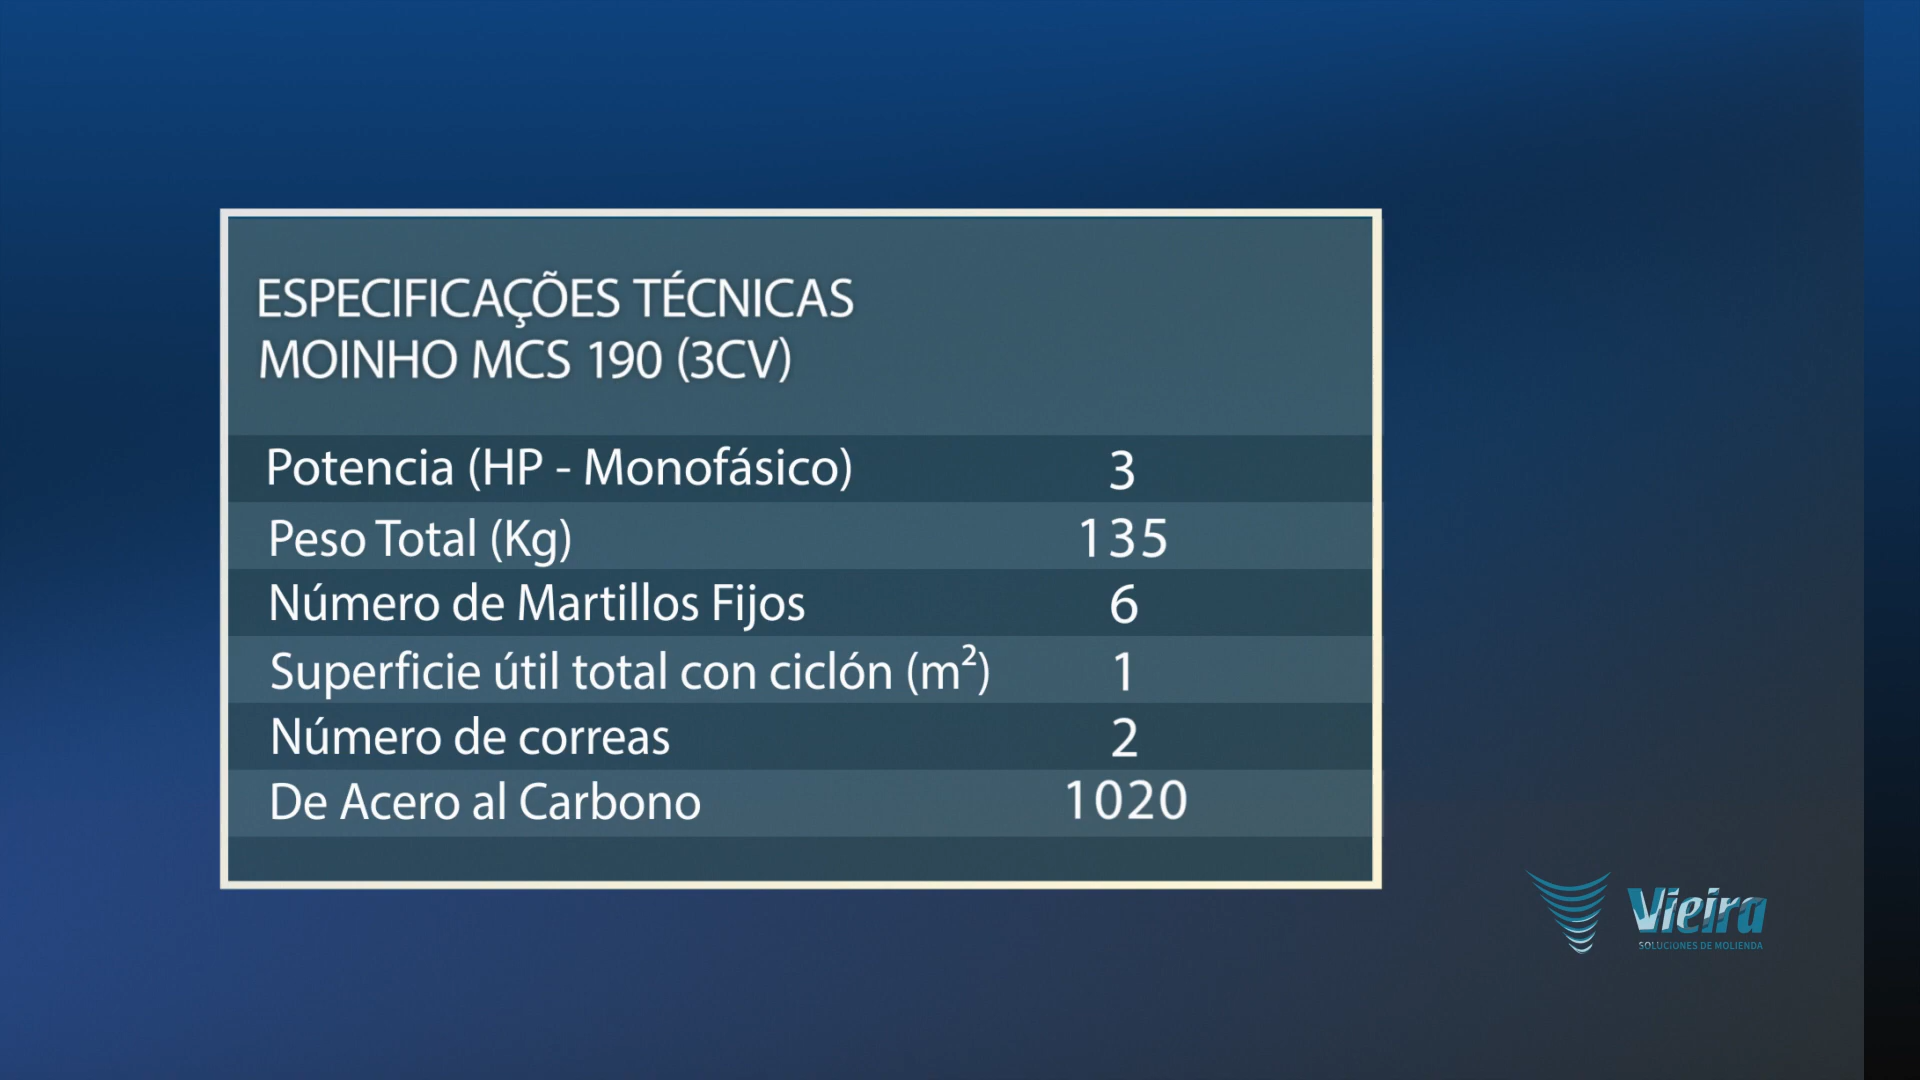 ESPECIFICAÇÕES TÉCNICAS
MOINHO MCS 190 (3CV)
Potencia (HP - Monofásico) 3
Peso Total (Kg) 135
Número de Martillos Fijos 6
Superficie útil total con ciclón (m²) 1
Número de correas 2
De Acero al Carbono 1020
Vieira
SOLUCIONES DE MOLIENDA